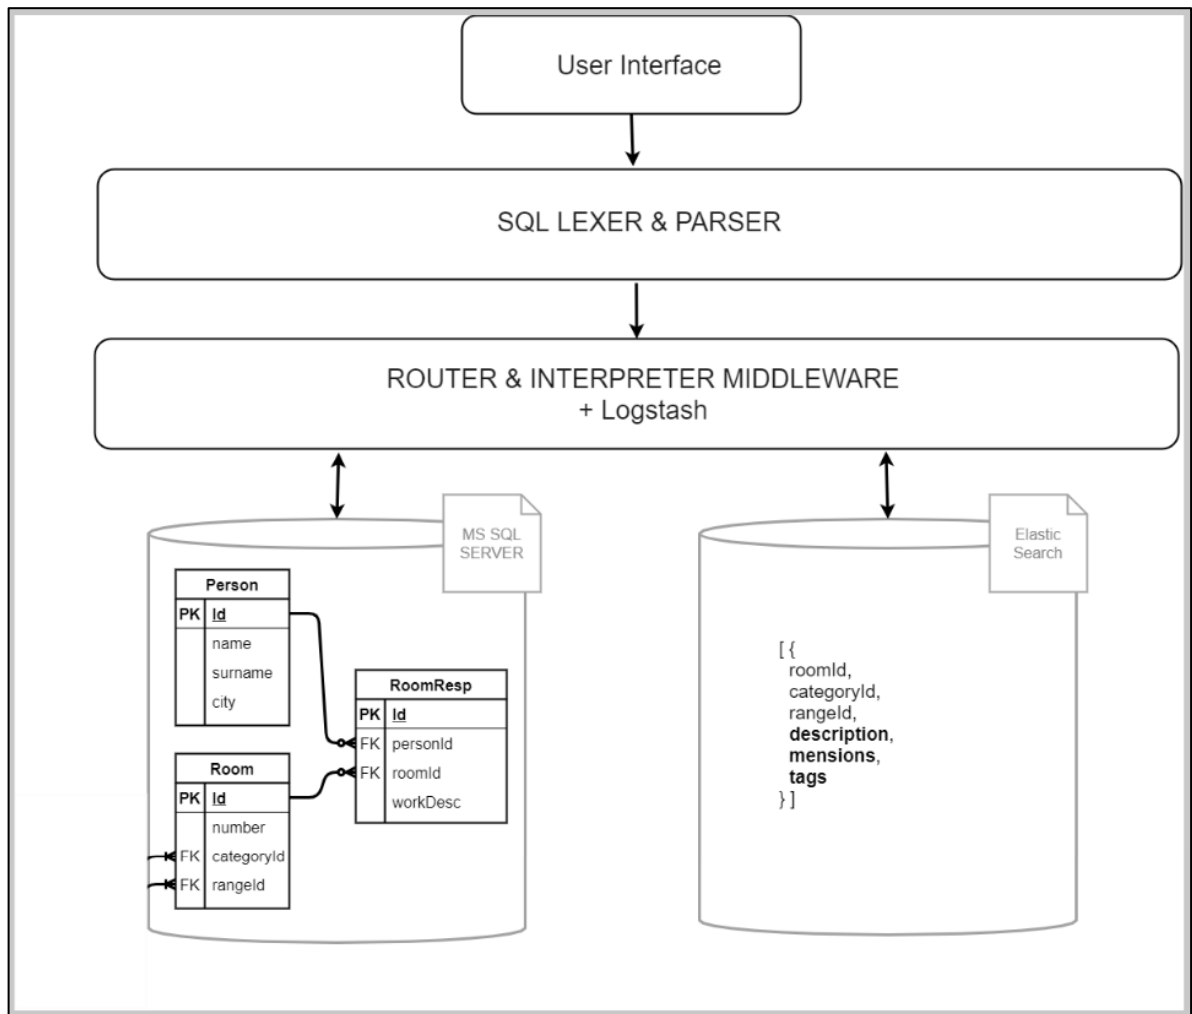 User Interface
SQL LEXER & PARSER
ROUTER & INTERPRETER MIDDLEWARE
+ Logstash
MS SQL
SERVER
Person
PK Id
name
surname
city
RoomResp
PK Id
FK personId
FK roomId
workDesc
Room
PK Id
number
FK categoryId
FK rangeId
Elastic
Search
[ {
roomId,
categoryId,
rangeId,
description,
mensions,
tags
} ]